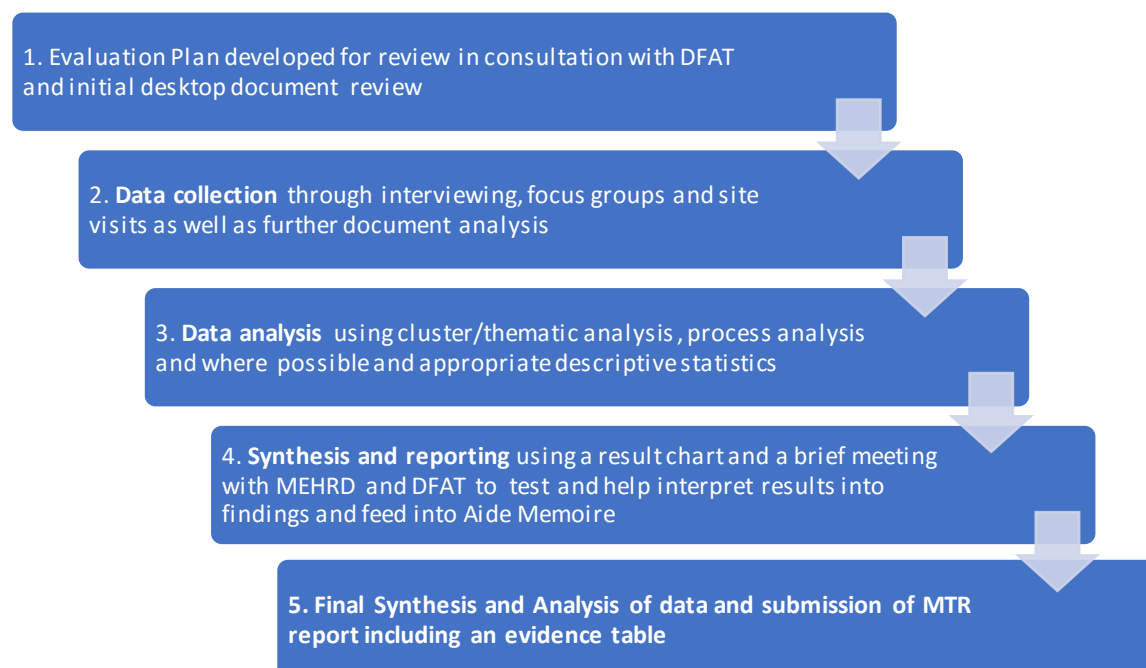 1. Evaluation Plan developed for review in consultation with DFAT
and initial desktop document review
2. Data collection through interviewing, focus groups and site
visits as well as further document analysis
3. Data analysis using cluster/thematic analysis, process analysis
and where possible and appropriate descriptive statistics
4. Synthesis and reporting using a result chart and a brief meeting
with MEHRD and DFAT to test and help interpret results into
findings and feed into Aide Memoire
5. Final Synthesis and Analysis of data and submission of MTR
report including an evidence table